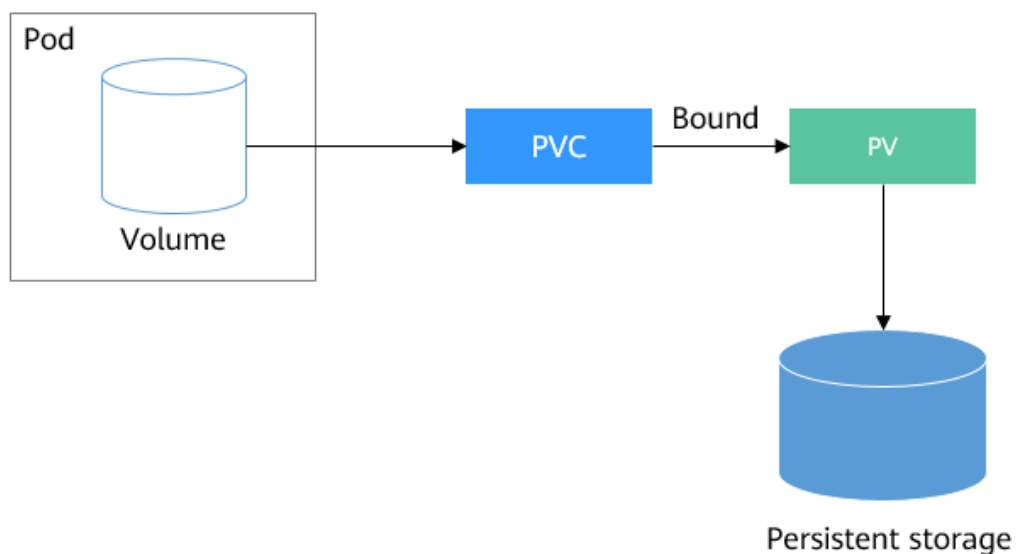 Pod
Volume
PVC
Bound
PV
Persistent storage